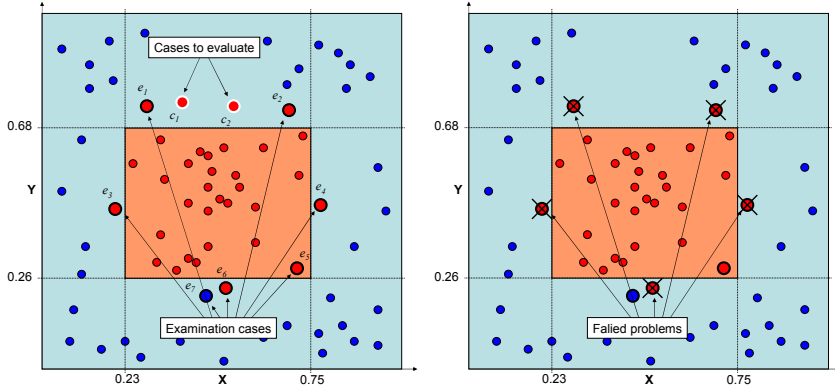 Cases to evaluate
e1
c1
c2
e2
0.68
Y
e3
e4
e5
e6
e7
0.26
Examination cases
0.23
X
0.75
0.68
Y
0.26
Falied problems
0.23
X
0.75